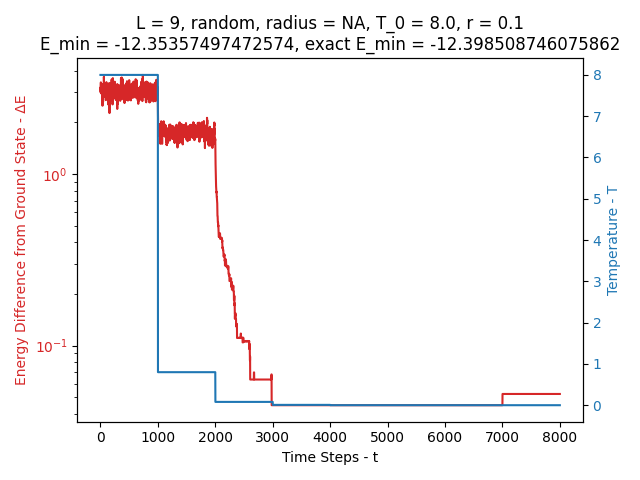 L = 9, random, radius = NA, T_0 = 8.0, r = 0.1
E_min = -12.35357497472574, exact E_min = -12.398508746075862
Energy Difference from Ground State - ΔE
10⁰
10⁻¹
8
7
6
5
4
3
2
1
0
Temperature - T
0 1000 2000 3000 4000 5000 6000 7000 8000
Time Steps - t